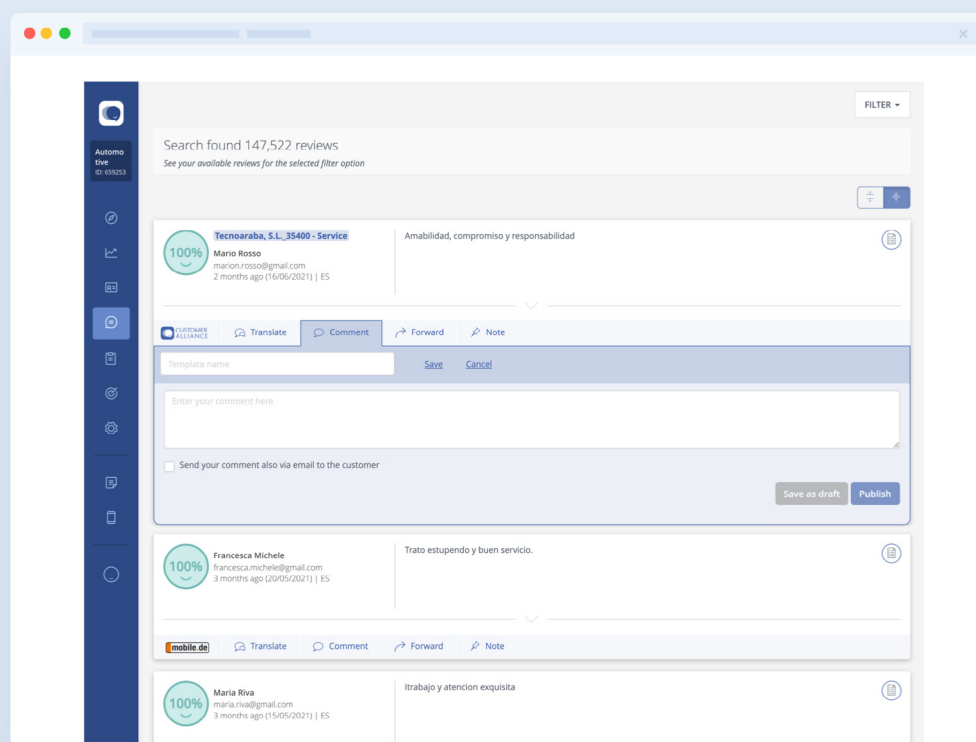 FILTER
Automo
tive
ID: 659253
Search found 147,522 reviews
See your available reviews for the selected filter option
Tecnoaraba, S.L._35400 - Service
100%
Mario Rosso
marion.rosso@gmail.com
2 months ago (16/06/2021) | ES
Amabilidad, compromiso y responsabilidad
CUSTOMER
ALLIANCE
Translate
Comment
Forward
Note
Template name
Save
Cancel
Enter your comment here
Send your comment also via email to the customer
Save as draft
Publish
100%
Francesca Michele
francesca.michele@gmail.com
3 months ago (20/05/2021) | ES
Trato estupendo y buen servicio.
mobile.de
Translate
Comment
Forward
Note
100%
Maria Riva
maria.riva@gmail.com
3 months ago (15/05/2021) | ES
Itrabajo y atencion exquisita